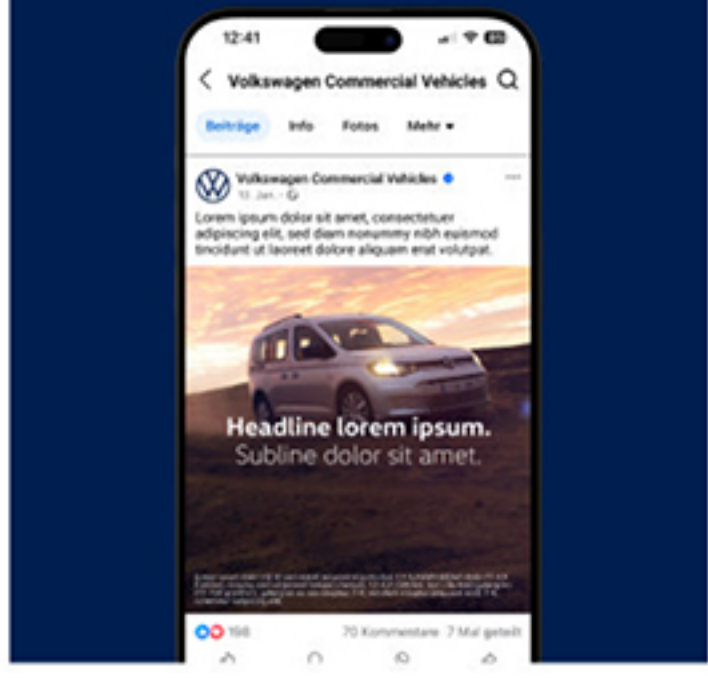 12:41
Volkswagen Commercial Vehicles
Beiträge Info Fotos Mehr
Volkswagen Commercial Vehicles
13. Jan.
Lorem ipsum dolor sit amet, consectetuer
adipiscing elit, sed diam nonummy nibh euismod
tincidunt ut laoreet dolore aliquam erat volutpat.
Headline lorem ipsum.
Subline dolor sit amet.
198 70 Kommentare 7 Mal geteilt